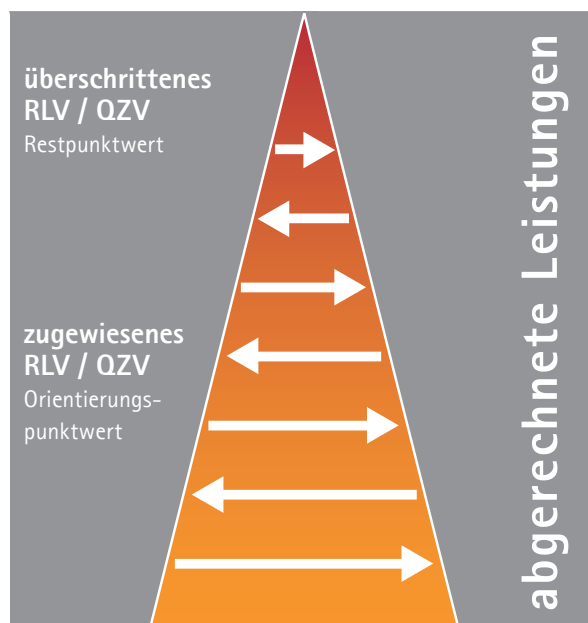 überschrittenes
RLV / QZV
Restpunktwert
zugewiesenes
RLV / QZV
Orientierungs-
punktwert
abgerechnete Leistungen